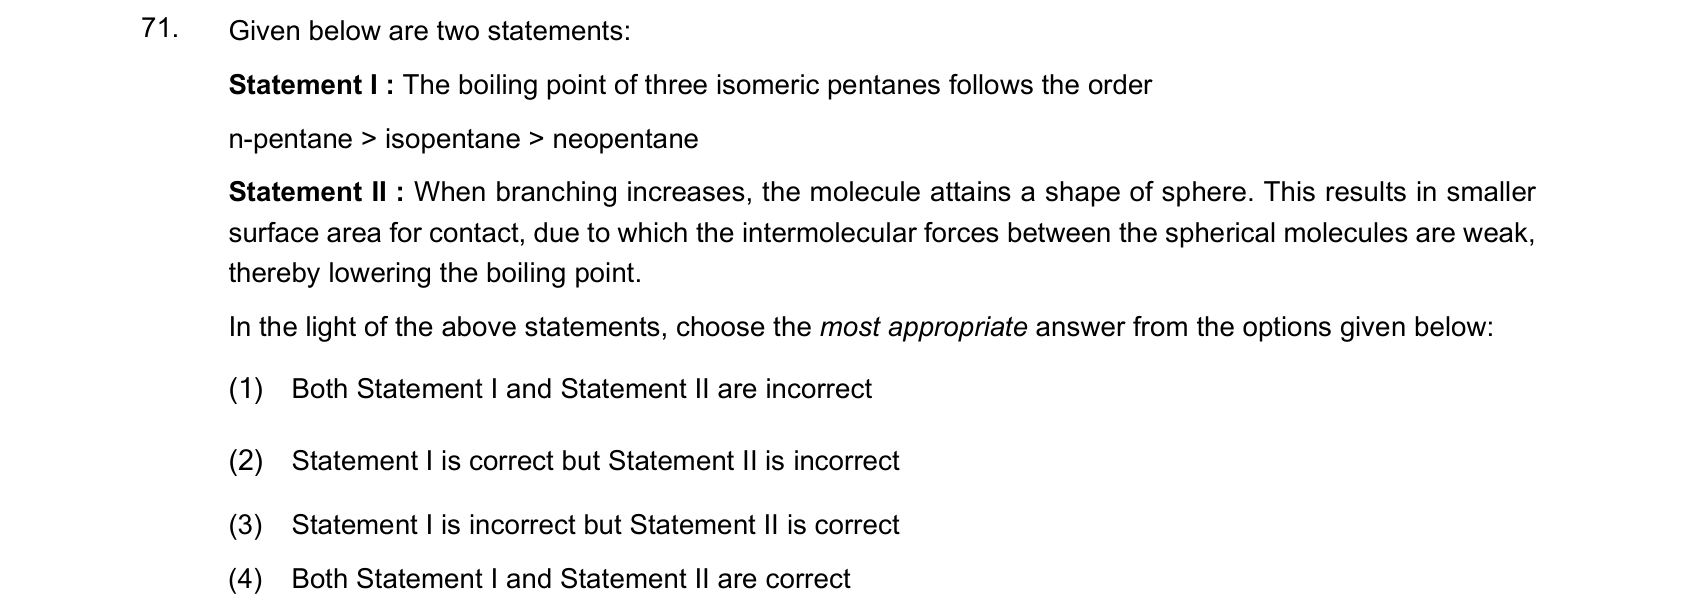 71. Given below are two statements:
Statement I : The boiling point of three isomeric pentanes follows the order
n-pentane > isopentane > neopentane
Statement II : When branching increases, the molecule attains a shape of sphere. This results in smaller
surface area for contact, due to which the intermolecular forces between the spherical molecules are weak,
thereby lowering the boiling point.
In the light of the above statements, choose the most appropriate answer from the options given below:
(1) Both Statement I and Statement II are incorrect
(2) Statement I is correct but Statement II is incorrect
(3) Statement I is incorrect but Statement II is correct
(4) Both Statement I and Statement II are correct